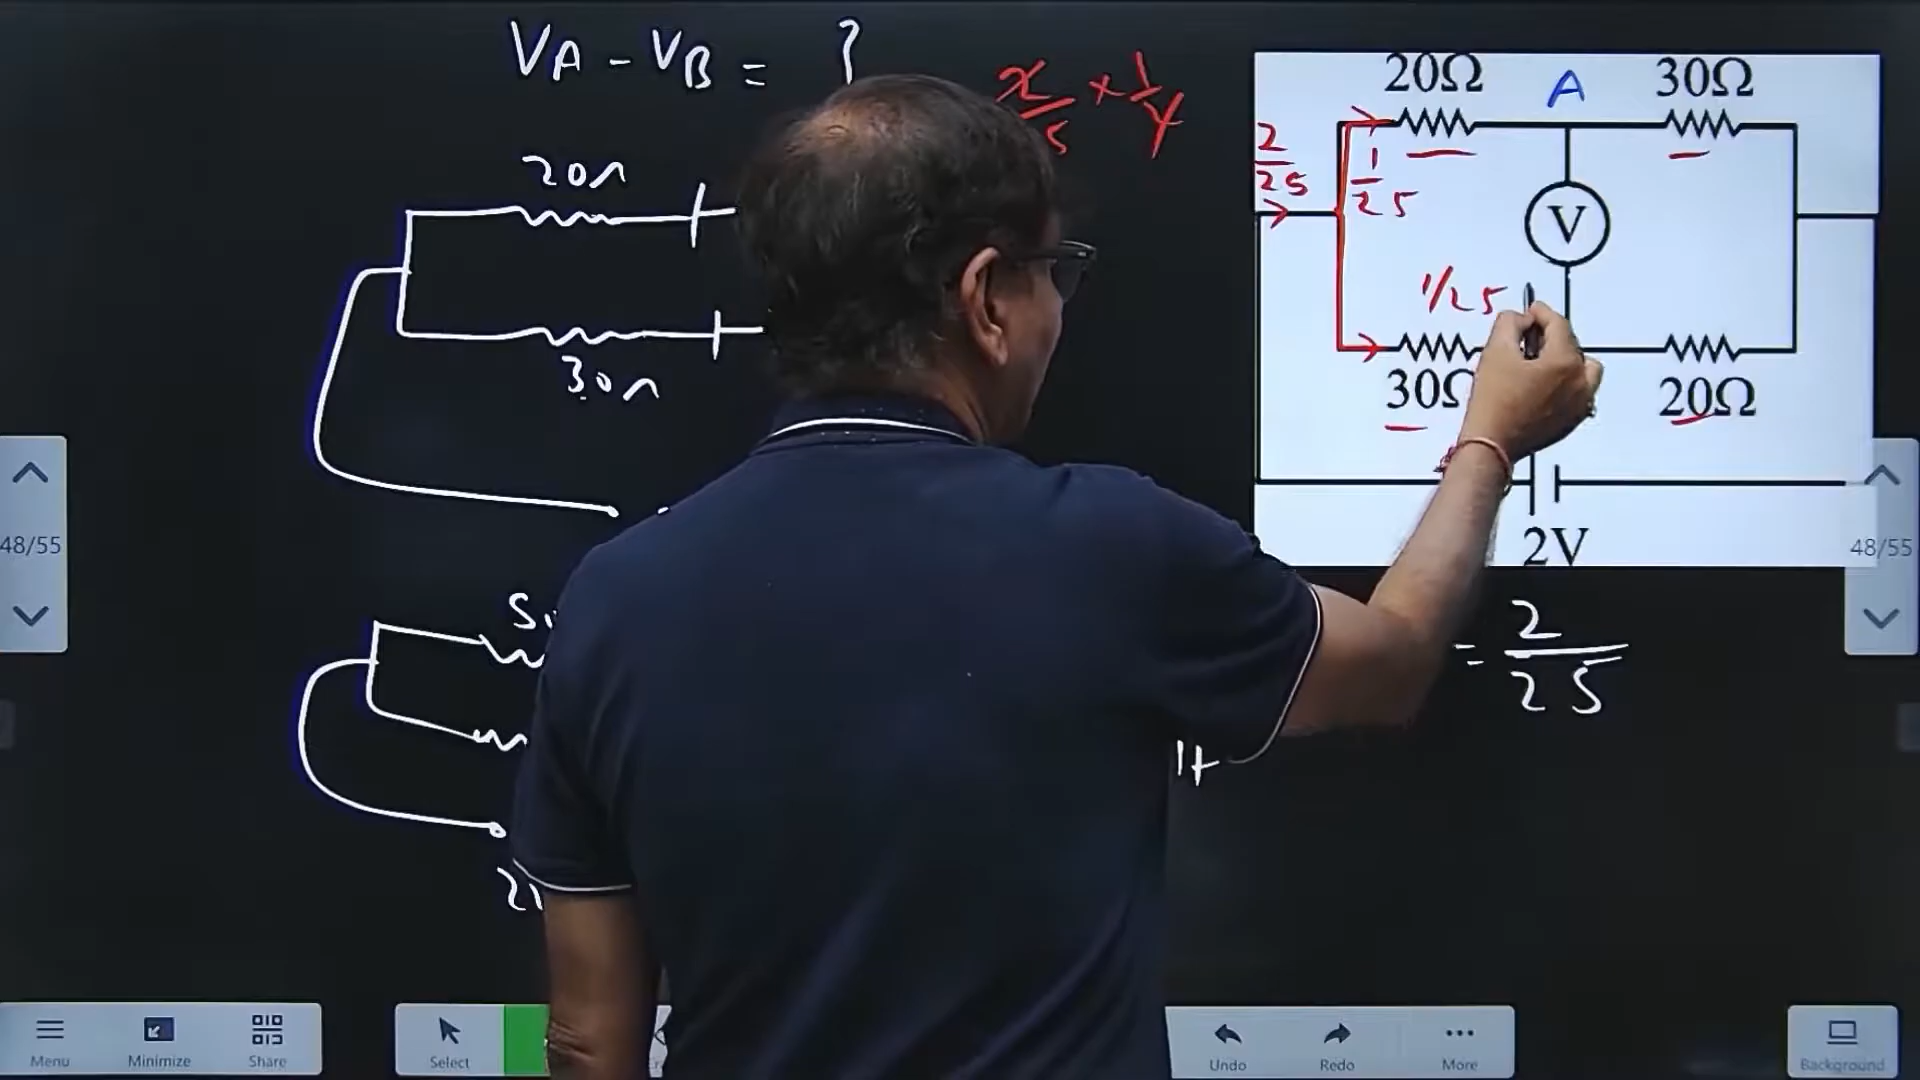 VA - VB = ?
x/5 × 1/4
20Ω
30Ω
20Ω A 30Ω
2/25
1/25
V
1/25
30Ω
20Ω
2V
= 2/25
48/55
48/55
Menu
Minimize
Share
Select
Undo
Redo
More
Background